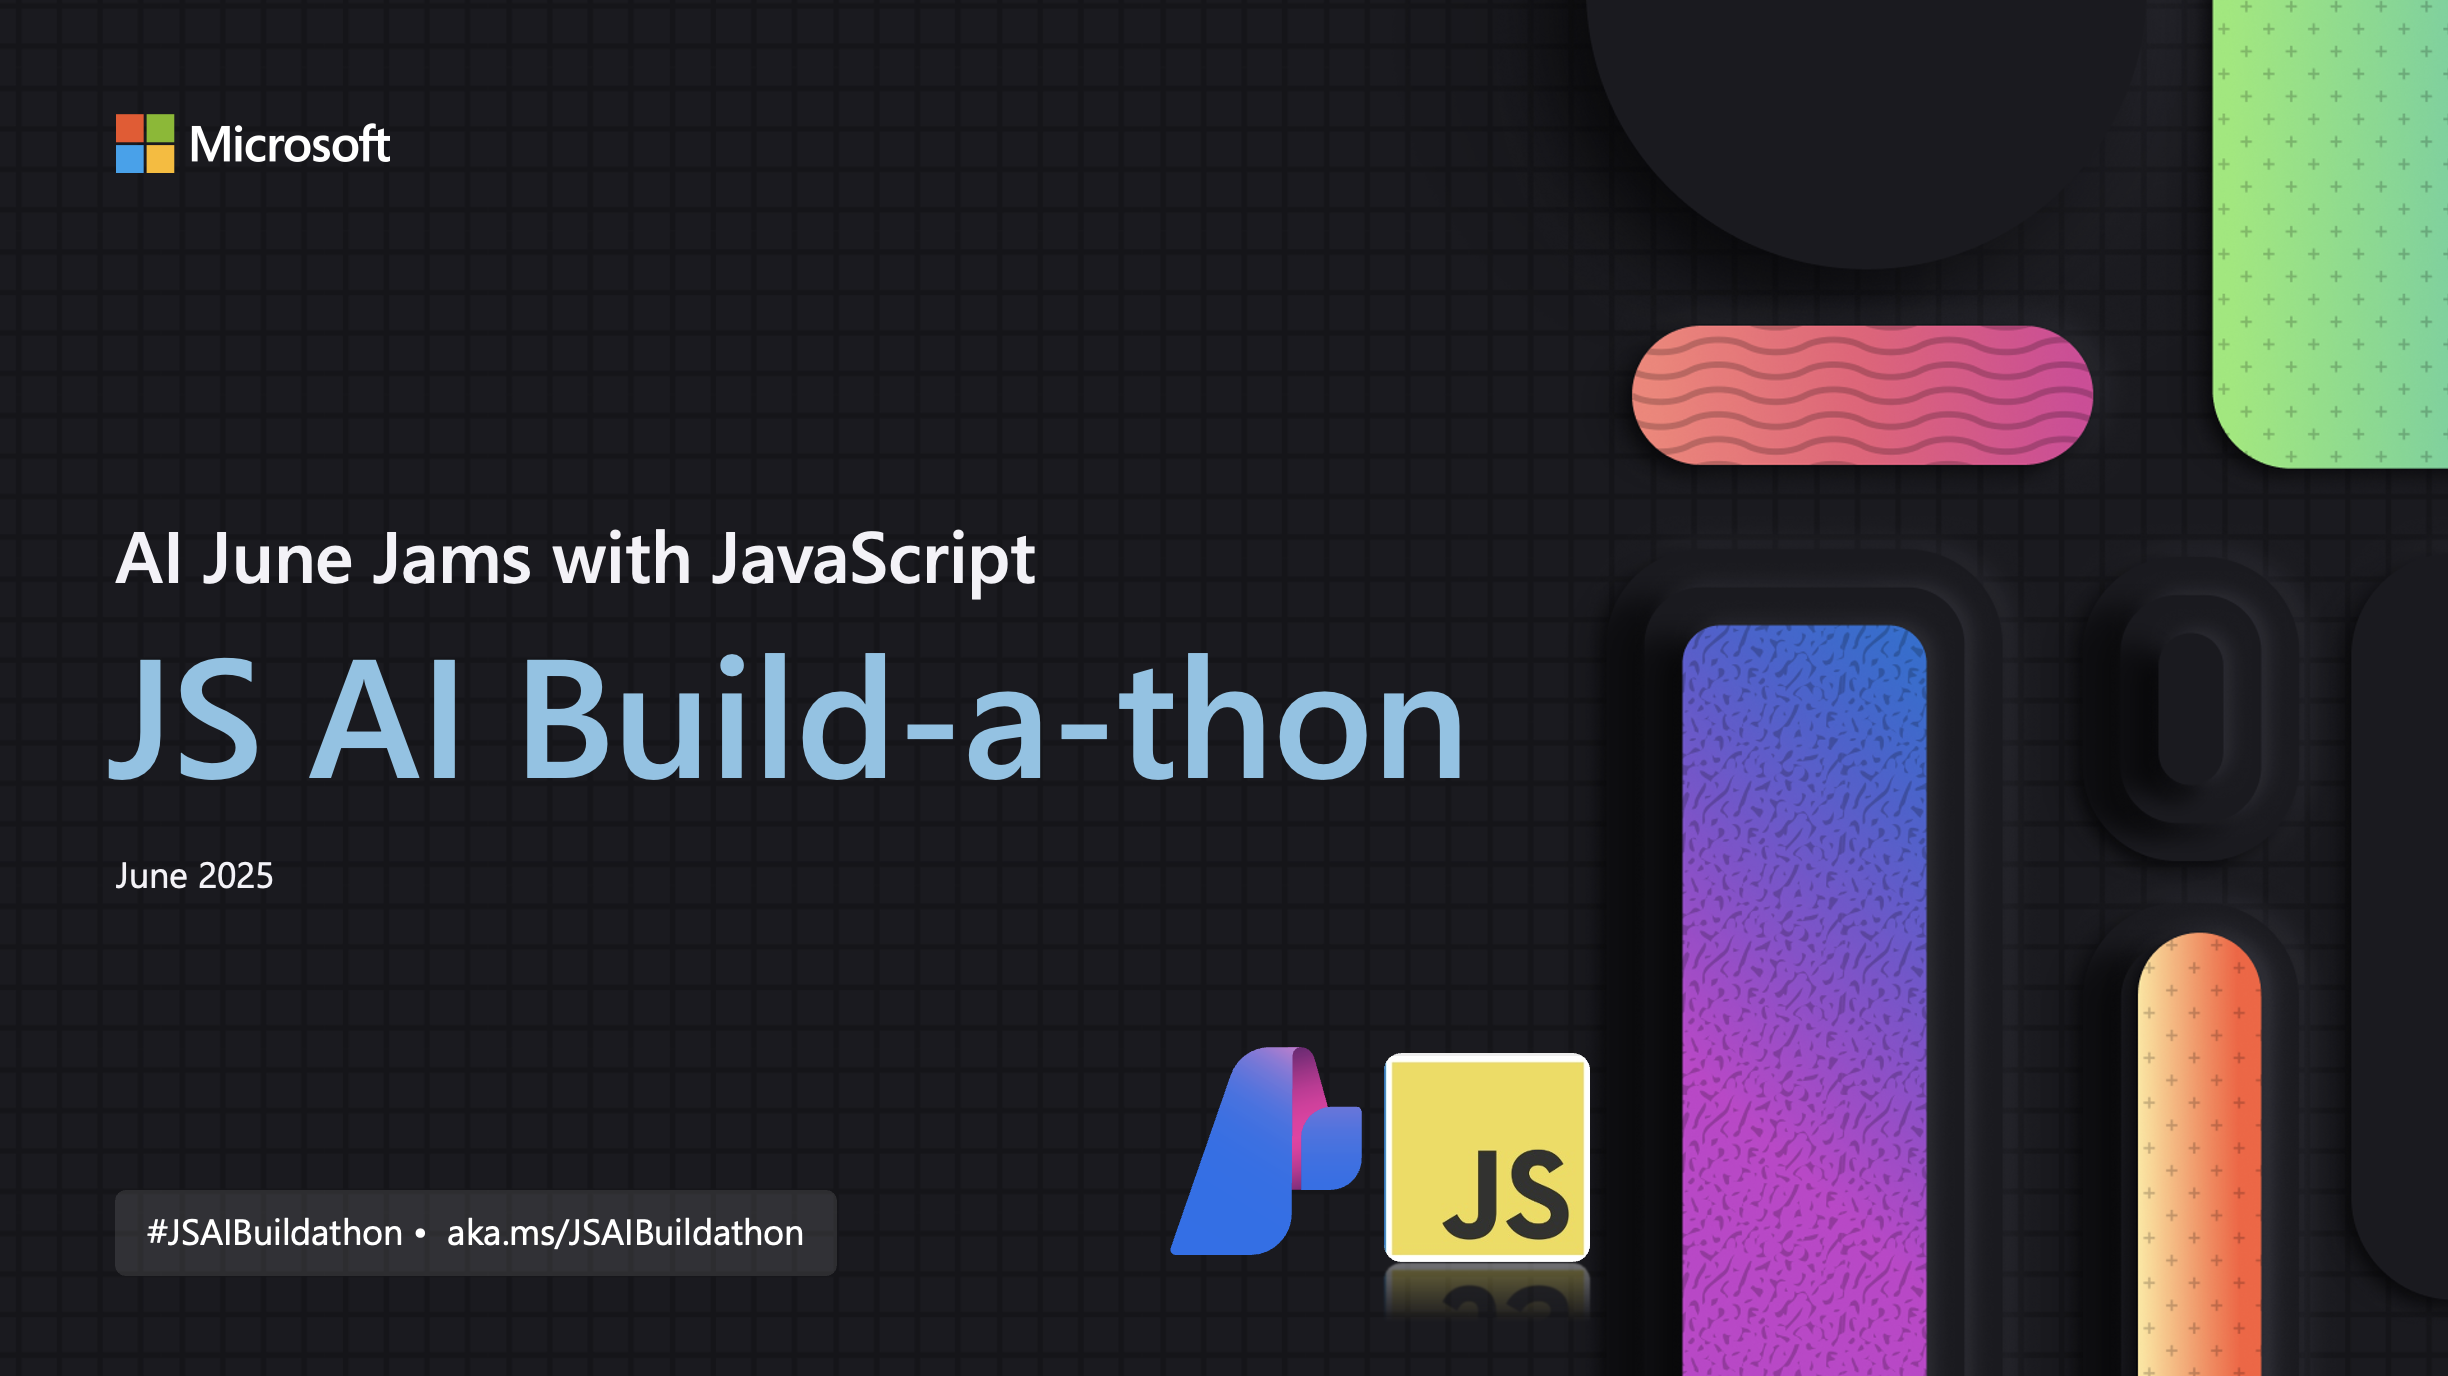 Microsoft
AI June Jams with JavaScript
JS AI Build-a-thon
June 2025
JS
#JSAIBuildathon • aka.ms/JSAIBuildathon